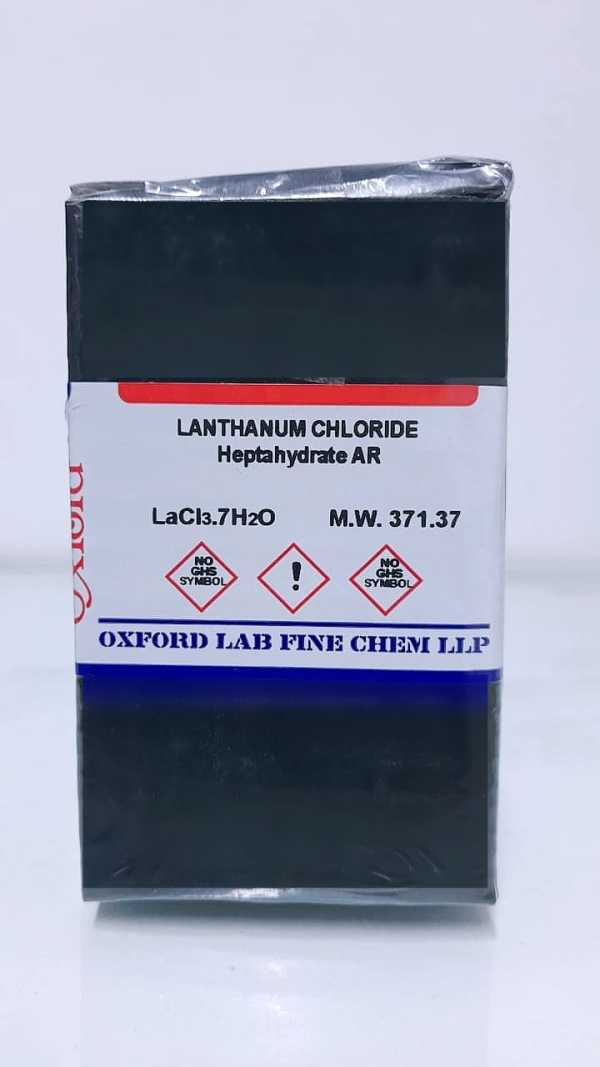 LANTHANUM CHLORIDE
Heptahydrate AR
LaCl3.7H2O M.W. 371.37
NO
GHS
SYMBOL
!
NO
GHS
SYMBOL
OXFORD LAB FINE CHEM LLP